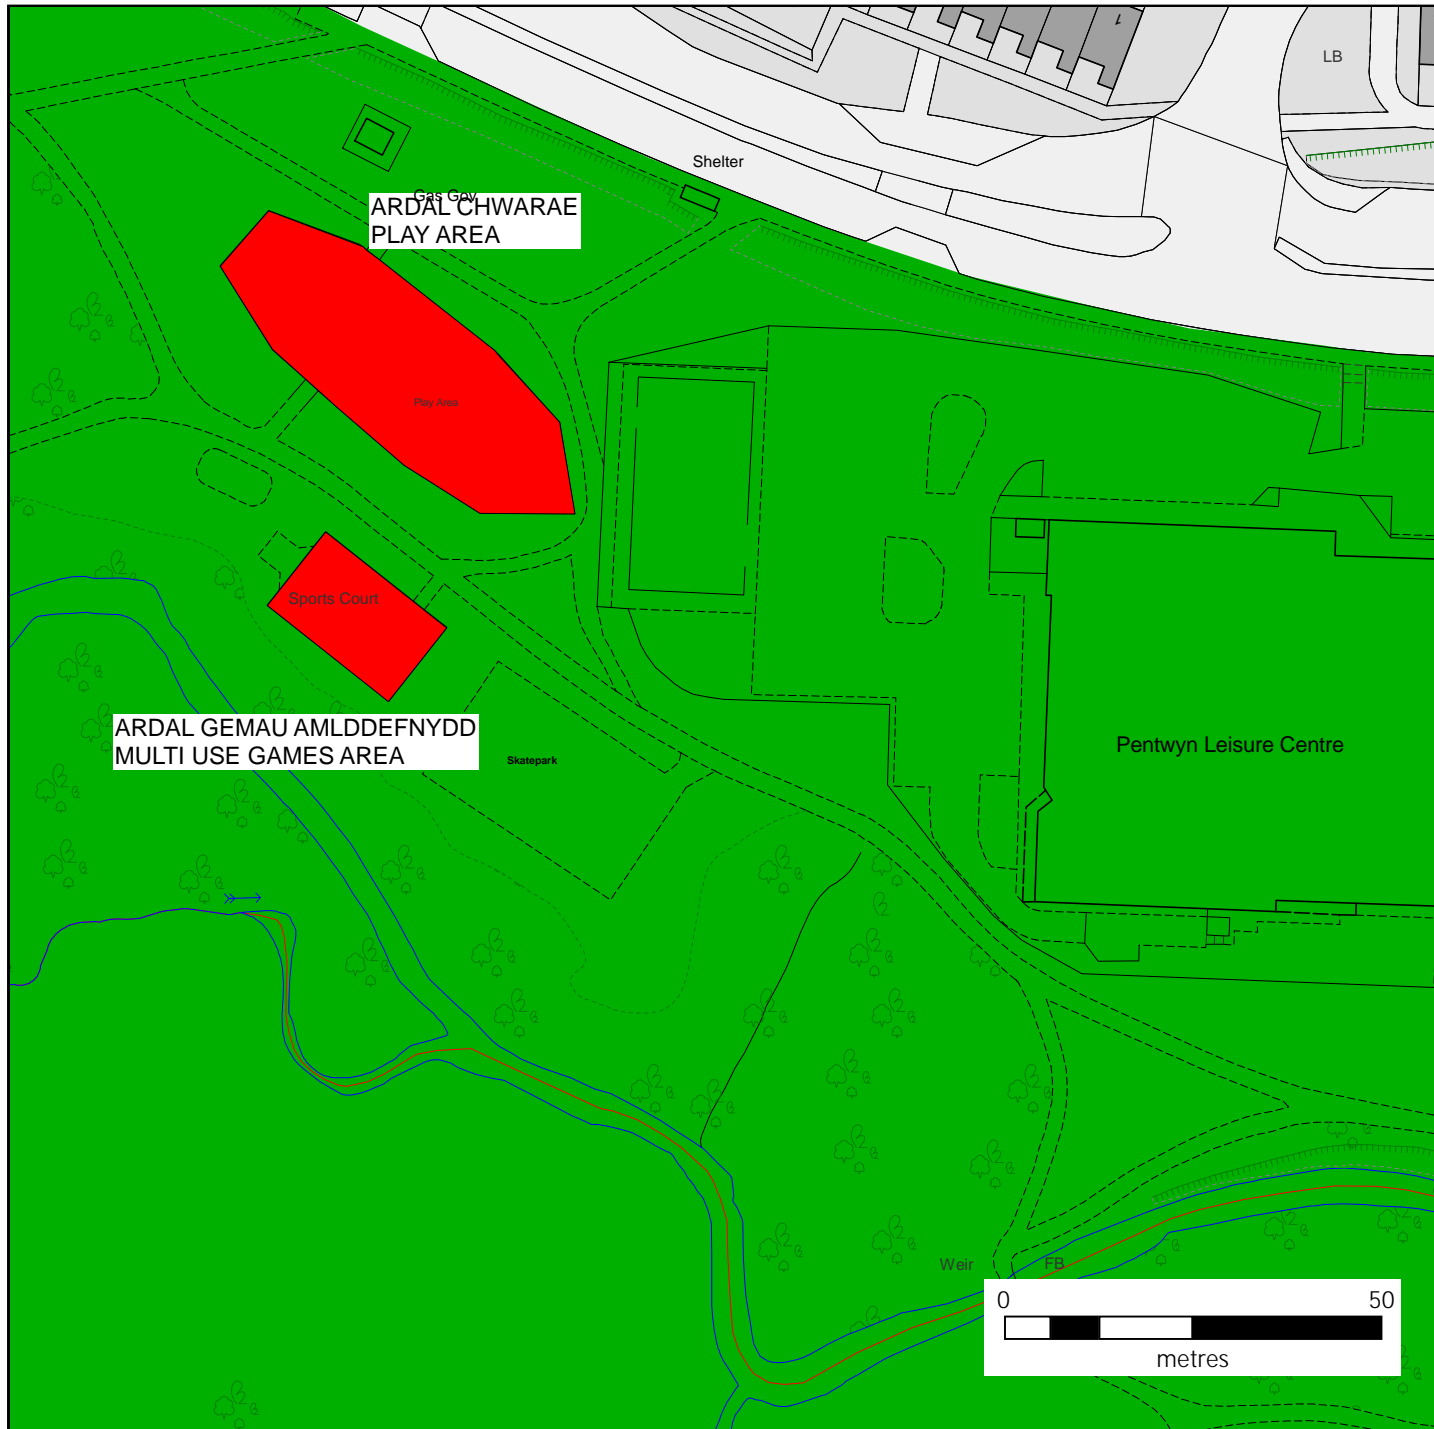 1
LB
Shelter
Gas Gov
ARDAL CHWARAE
PLAY AREA
Play Area
Sports Court
ARDAL GEMAU AMLDDEFNYDD
MULTI USE GAMES AREA
Skatepark
Pentwyn Leisure Centre
Weir
FB
0 50
metres